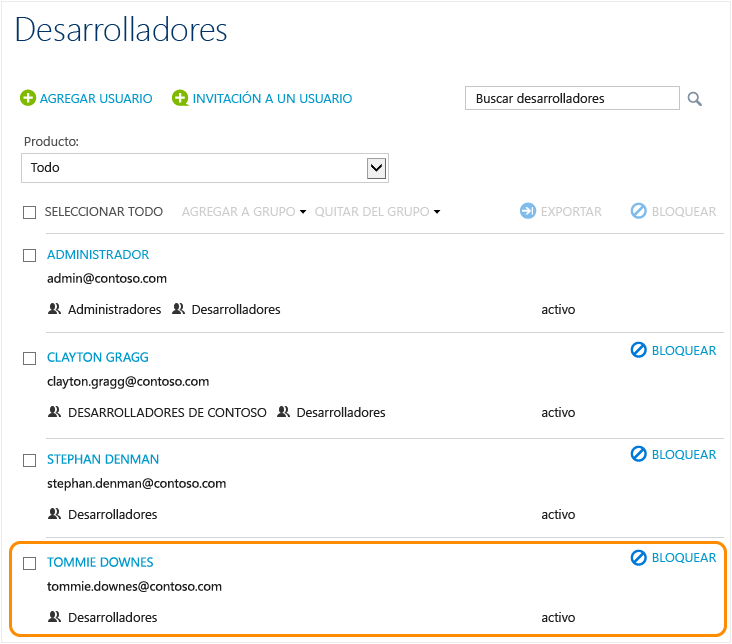 Desarrolladores
AGREGAR USUARIO INVITACIÓN A UN USUARIO Buscar desarrolladores
Producto:
Todo
SELECCIONAR TODO AGREGAR A GRUPO QUITAR DEL GRUPO EXPORTAR BLOQUEAR
ADMINISTRADOR
admin@contoso.com
Administradores Desarrolladores activo
CLAYTON GRAGG BLOQUEAR
clayton.gragg@contoso.com
DESARROLLADORES DE CONTOSO Desarrolladores activo
STEPHAN DENMAN BLOQUEAR
stephan.denman@contoso.com
Desarrolladores activo
TOMMIE DOWNES BLOQUEAR
tommie.downes@contoso.com
Desarrolladores activo